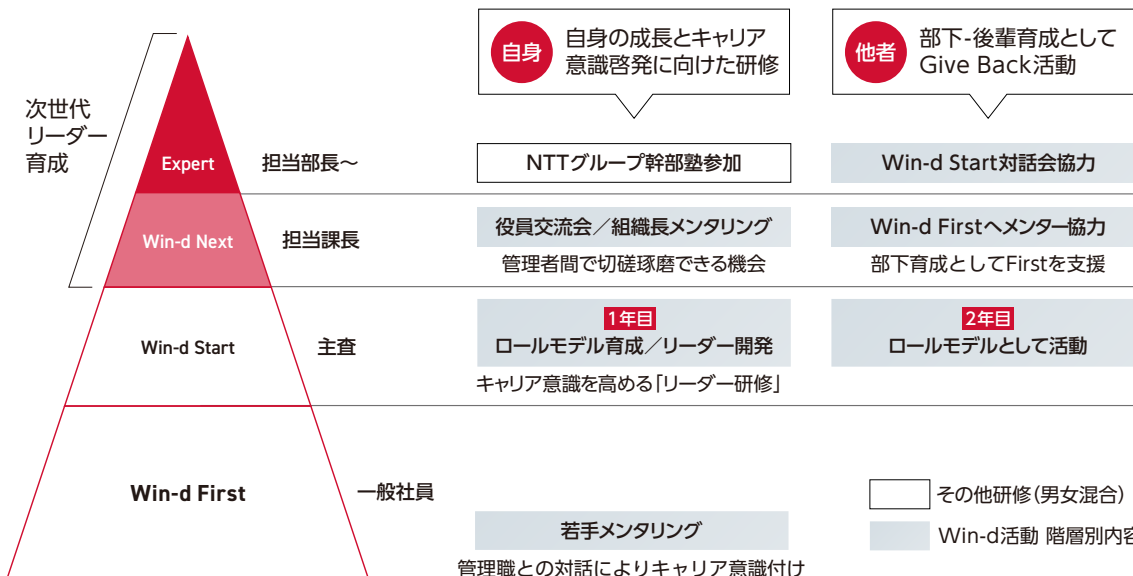 自身
自身の成長とキャリア
意識啓発に向けた研修
他者
部下-後輩育成として
Give Back活動
次世代
リーダー
育成
Expert
担当部長~
NTTグループ幹部塾参加
Win-d Start対話会協力
Win-d Next
担当課長
役員交流会/組織長メンタリング
管理者間で切磋琢磨できる機会
Win-d Firstへメンター協力
部下育成としてFirstを支援
Win-d Start
主査
1年目
ロールモデル育成/リーダー開発
キャリア意識を高める「リーダー研修」
2年目
ロールモデルとして活動
Win-d First
一般社員
若手メンタリング
管理職との対話によりキャリア意識付け
その他研修(男女混合)
Win-d活動 階層別内容